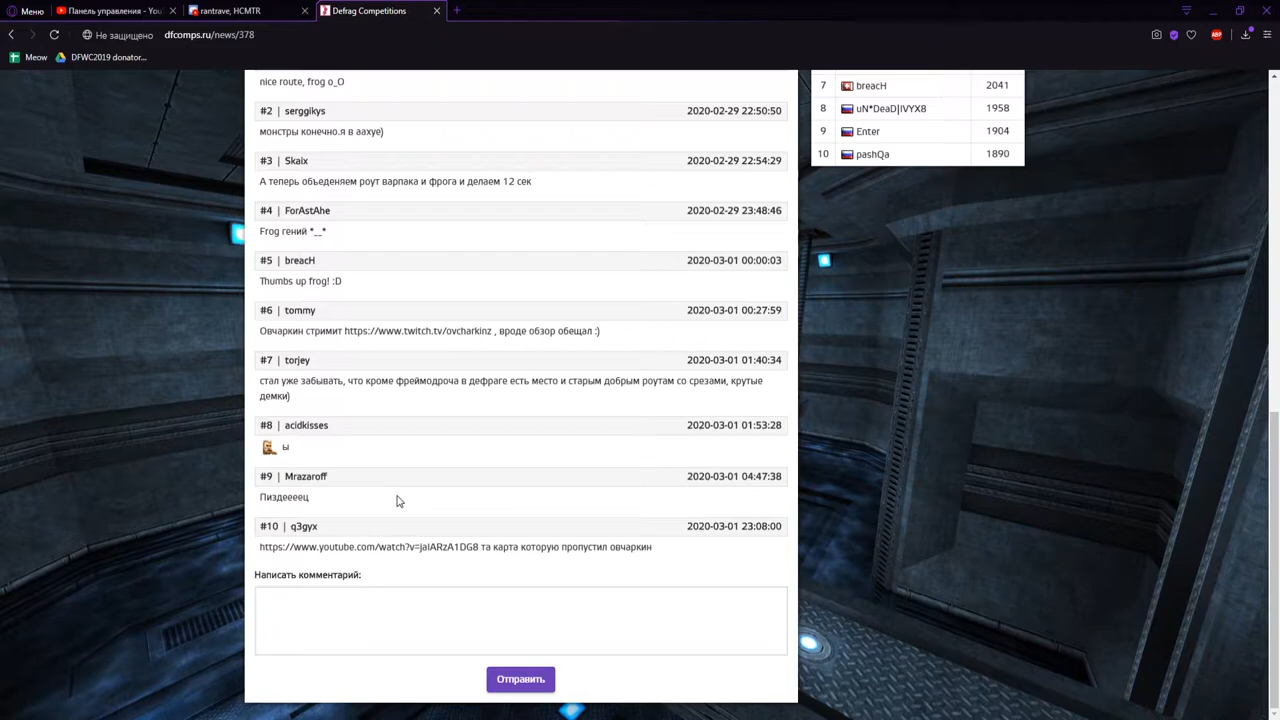 Меню
Панель управления - You
rantrave, HCMTR
Defrag Competitions
Не защищено
dfcomps.ru/news/378
ABP
Meow
DFWC2019 donator...
nice route, frog o_O
#2 | serggikys 2020-02-29 22:50:50
монстры конечно.я в аахуе)
#3 | Skaix 2020-02-29 22:54:29
А теперь объеденяем роут варпака и фрога и делаем 12 сек
#4 | ForAstAhe 2020-02-29 23:48:46
Frog гений *__*
#5 | breacH 2020-03-01 00:00:03
Thumbs up frog! :D
#6 | tommy 2020-03-01 00:27:59
Овчаркин стримит https://www.twitch.tv/ovcharkinz , вроде обзор обещал :)
#7 | torjey 2020-03-01 01:40:34
стал уже забывать, что кроме фреймодроча в дефраге есть место и старым добрым роутам со срезами, крутые
демки)
#8 | acidkisses 2020-03-01 01:53:28
ы
#9 | Mrazaroff 2020-03-01 04:47:38
Пиздеееец
#10 | q3gyx 2020-03-01 23:08:00
https://www.youtube.com/watch?v=jaIARzA1DG8 та карта которую пропустил овчаркин
Написать комментарий:
Отправить
7 breacH 2041
8 uN*DeaD|IVYX8 1958
9 Enter 1904
10 pashQa 1890